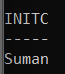 INITC
-----
Suman